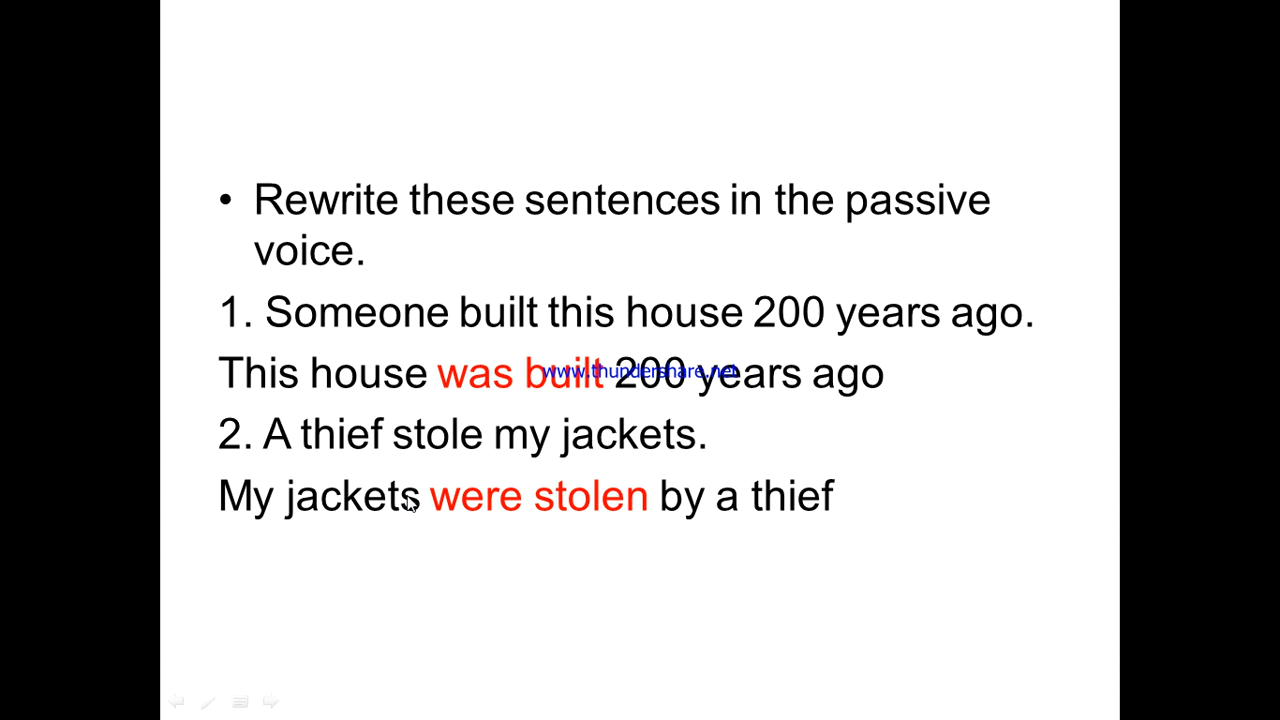 • Rewrite these sentences in the passive
voice.
1. Someone built this house 200 years ago.
This house was built 200 years ago
www.thundershare.net
2. A thief stole my jackets.
My jackets were stolen by a thief